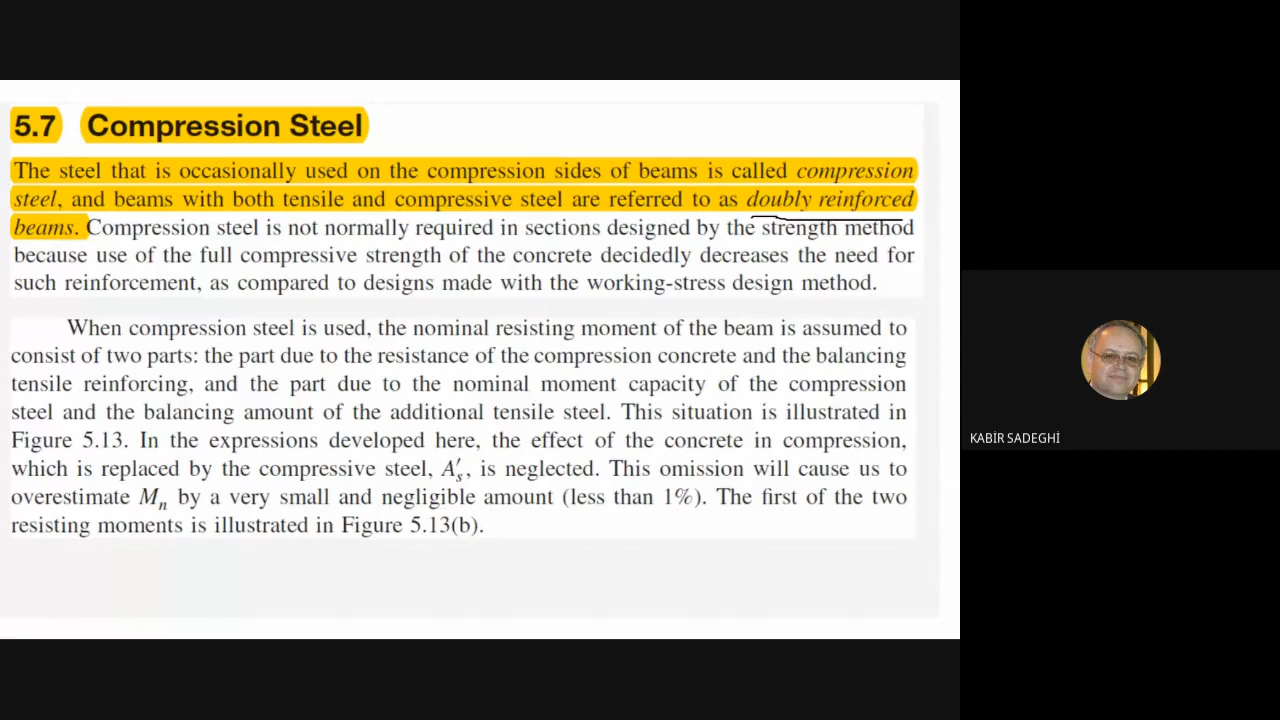 5.7 Compression Steel
The steel that is occasionally used on the compression sides of beams is called compression
steel, and beams with both tensile and compressive steel are referred to as doubly reinforced
beams. Compression steel is not normally required in sections designed by the strength method
because use of the full compressive strength of the concrete decidedly decreases the need for
such reinforcement, as compared to designs made with the working-stress design method.
When compression steel is used, the nominal resisting moment of the beam is assumed to
consist of two parts: the part due to the resistance of the compression concrete and the balancing
tensile reinforcing, and the part due to the nominal moment capacity of the compression
steel and the balancing amount of the additional tensile steel. This situation is illustrated in
Figure 5.13. In the expressions developed here, the effect of the concrete in compression,
which is replaced by the compressive steel, A′s, is neglected. This omission will cause us to
overestimate Mn by a very small and negligible amount (less than 1%). The first of the two
resisting moments is illustrated in Figure 5.13(b).
KABİR SADEGHİ